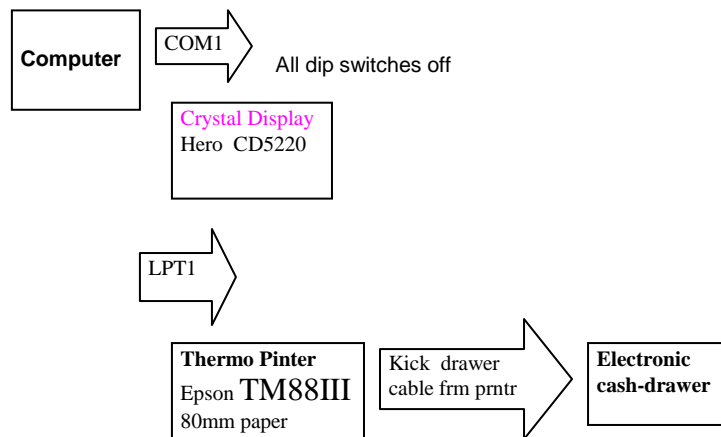 Computer
COM1
All dip switches off
Crystal Display
Hero CD5220
LPT1
Thermo Pinter
Epson TM88III
80mm paper
Kick drawer
cable frm prntr
Electronic
cash-drawer